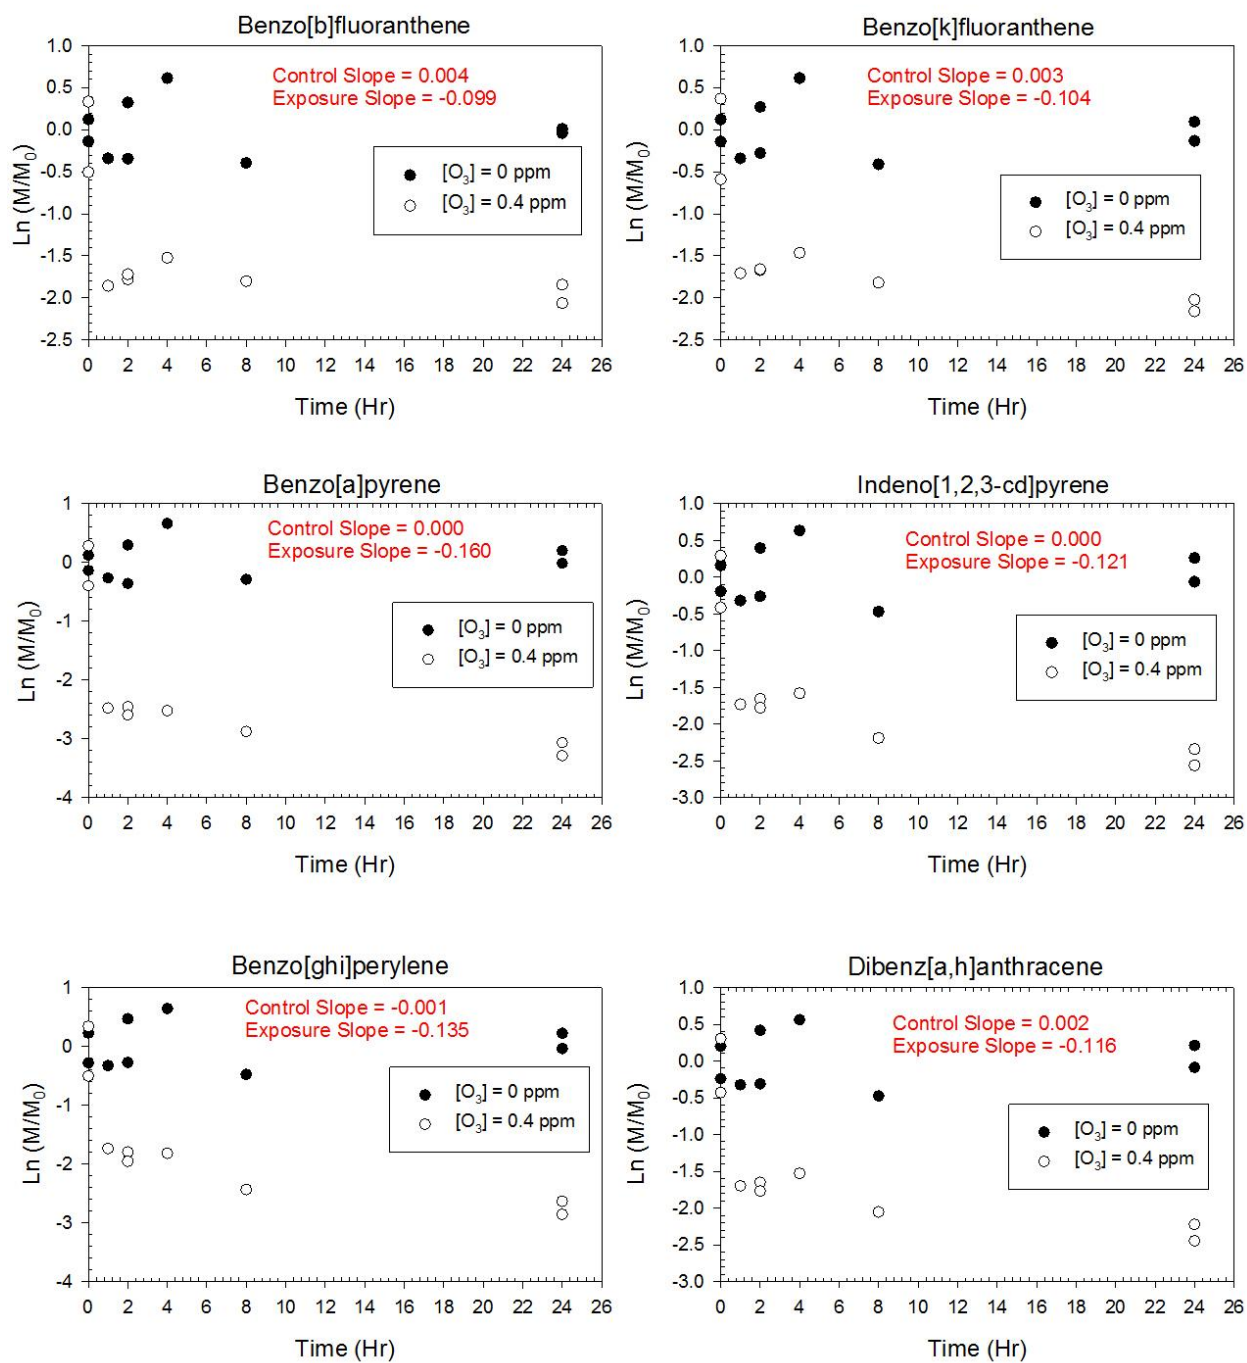 Benzo[b]fluoranthene
Control Slope = 0.004
Exposure Slope = -0.099
[O3] = 0 ppm
[O3] = 0.4 ppm
Ln (M/M0)
1.0
0.5
0.0
-0.5
-1.0
-1.5
-2.0
-2.5
0 2 4 6 8 10 12 14 16 18 20 22 24 26
Time (Hr)
Benzo[k]fluoranthene
Control Slope = 0.003
Exposure Slope = -0.104
[O3] = 0 ppm
[O3] = 0.4 ppm
Ln (M/M0)
1.0
0.5
0.0
-0.5
-1.0
-1.5
-2.0
-2.5
0 2 4 6 8 10 12 14 16 18 20 22 24 26
Time (Hr)
Benzo[a]pyrene
Control Slope = 0.000
Exposure Slope = -0.160
[O3] = 0 ppm
[O3] = 0.4 ppm
Ln (M/M0)
1
0
-1
-2
-3
-4
0 2 4 6 8 10 12 14 16 18 20 22 24 26
Time (Hr)
Indeno[1,2,3-cd]pyrene
Control Slope = 0.000
Exposure Slope = -0.121
[O3] = 0 ppm
[O3] = 0.4 ppm
Ln (M/M0)
1.0
0.5
0.0
-0.5
-1.0
-1.5
-2.0
-2.5
-3.0
0 2 4 6 8 10 12 14 16 18 20 22 24 26
Time (Hr)
Benzo[ghi]perylene
Control Slope = -0.001
Exposure Slope = -0.135
[O3] = 0 ppm
[O3] = 0.4 ppm
Ln (M/M0)
1
0
-1
-2
-3
-4
0 2 4 6 8 10 12 14 16 18 20 22 24 26
Time (Hr)
Dibenz[a,h]anthracene
Control Slope = 0.002
Exposure Slope = -0.116
[O3] = 0 ppm
[O3] = 0.4 ppm
Ln (M/M0)
1.0
0.5
0.0
-0.5
-1.0
-1.5
-2.0
-2.5
-3.0
0 2 4 6 8 10 12 14 16 18 20 22 24 26
Time (Hr)